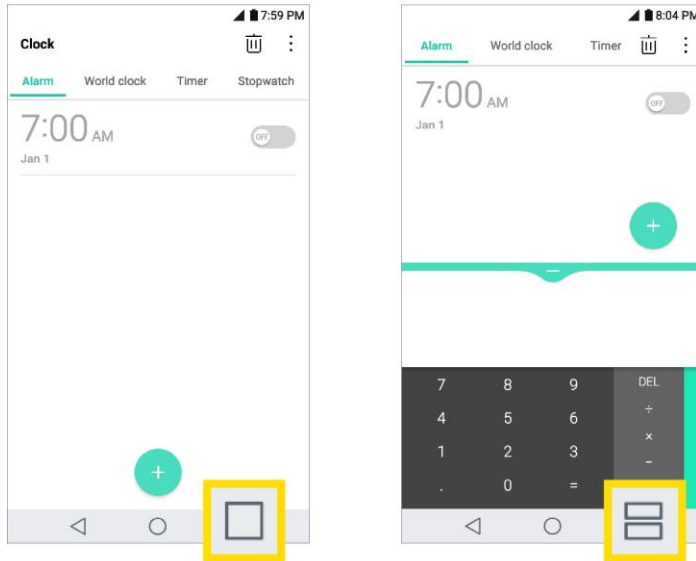 7:59 PM
Clock
Alarm World clock Timer Stopwatch
7:00 AM
OFF
Jan 1
+
8:04 PM
Alarm World clock Timer
7:00 AM
OFF
Jan 1
+
7 8 9 DEL
÷
4 5 6
×
1 2 3
−
. 0 =